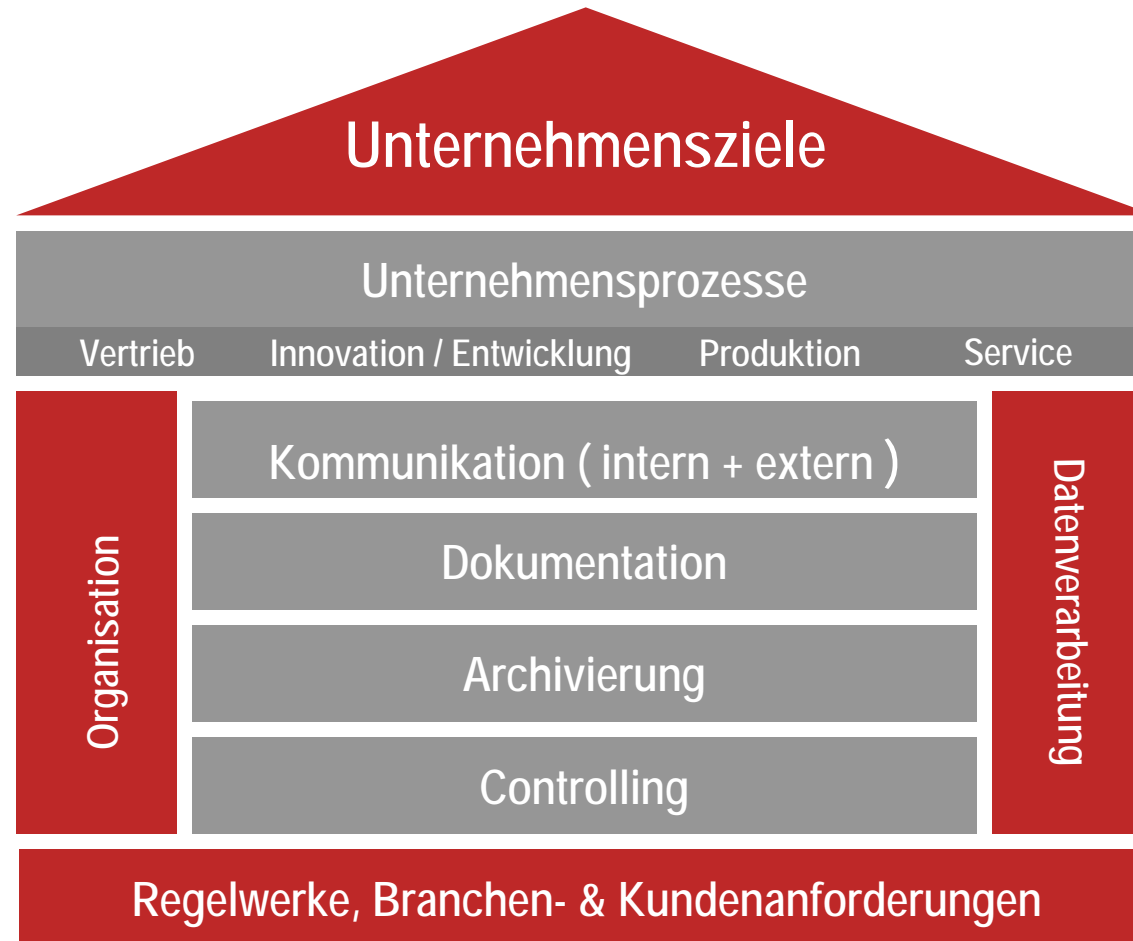 Unternehmensziele
Unternehmensprozesse
Vertrieb Innovation / Entwicklung Produktion Service
Organisation
Kommunikation ( intern + extern )
Dokumentation
Archivierung
Controlling
Datenverarbeitung
Regelwerke, Branchen- & Kundenanforderungen